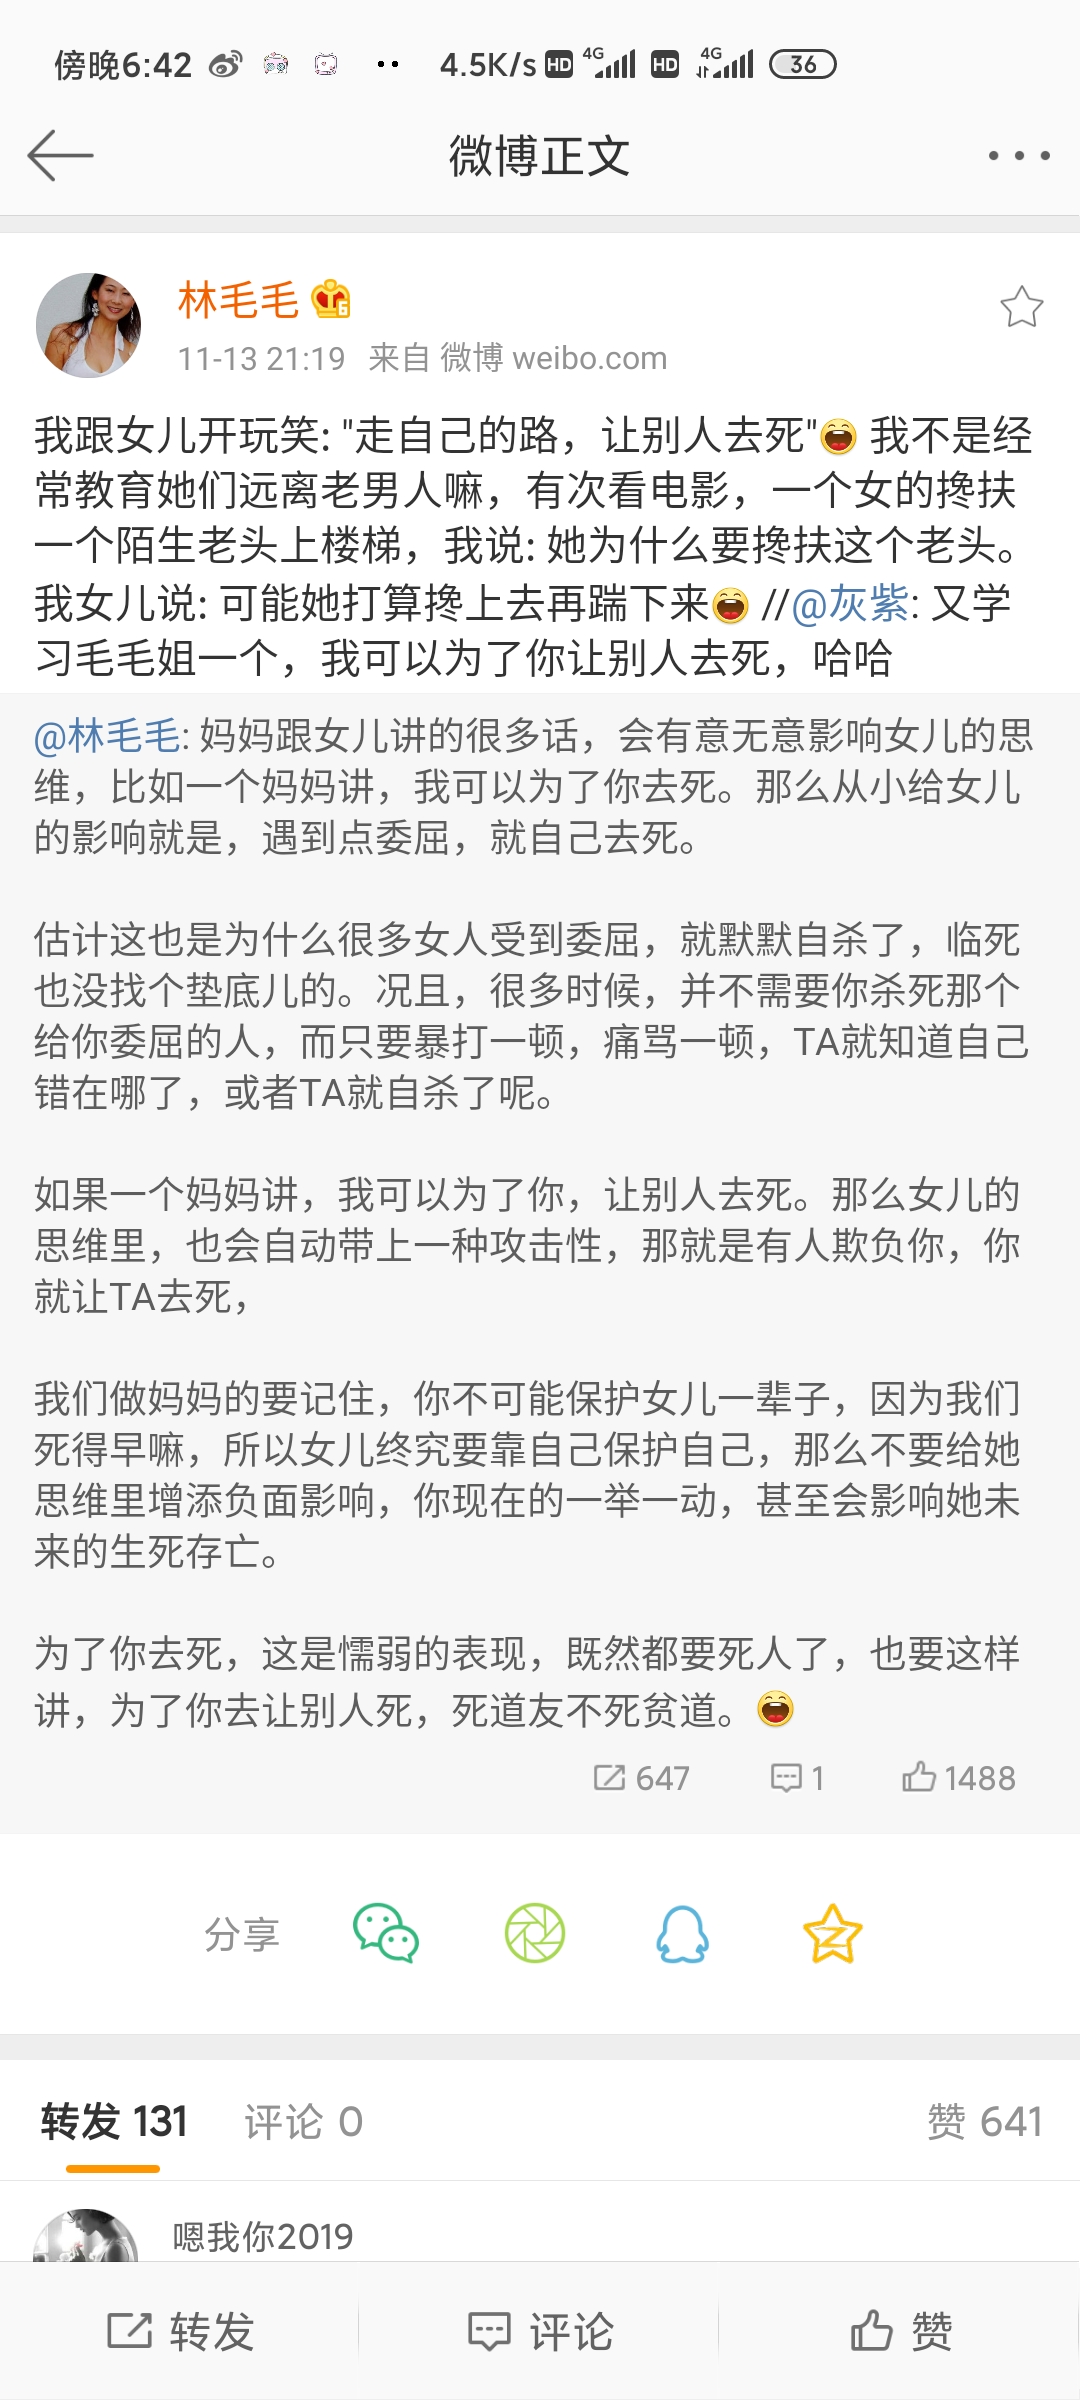 傍晚6:42 4.5K/s HD 4G HD 4G 36
微博正文
林毛毛 6
11-13 21:19 来自 微博 weibo.com
我跟女儿开玩笑: "走自己的路，让别人去死"😄 我不是经
常教育她们远离老男人嘛，有次看电影，一个女的搀扶
一个陌生老头上楼梯，我说: 她为什么要搀扶这个老头。
我女儿说: 可能她打算搀上去再踹下来😄 //@灰紫: 又学
习毛毛姐一个，我可以为了你让别人去死，哈哈
@林毛毛: 妈妈跟女儿讲的很多话，会有意无意影响女儿的思
维，比如一个妈妈讲，我可以为了你去死。那么从小给女儿
的影响就是，遇到点委屈，就自己去死。
估计这也是为什么很多女人受到委屈，就默默自杀了，临死
也没找个垫底儿的。况且，很多时候，并不需要你杀死那个
给你委屈的人，而只要暴打一顿，痛骂一顿，TA就知道自己
错在哪了，或者TA就自杀了呢。
如果一个妈妈讲，我可以为了你，让别人去死。那么女儿的
思维里，也会自动带上一种攻击性，那就是有人欺负你，你
就让TA去死，
我们做妈妈的要记住，你不可能保护女儿一辈子，因为我们
死得早嘛，所以女儿终究要靠自己保护自己，那么不要给她
思维里增添负面影响，你现在的一举一动，甚至会影响她未
来的生死存亡。
为了你去死，这是懦弱的表现，既然都要死人了，也要这样
讲，为了你去让别人死，死道友不死贫道。😄
647 1 1488
分享
转发 131 评论 0 赞 641
嗯我你2019
转发 评论 赞